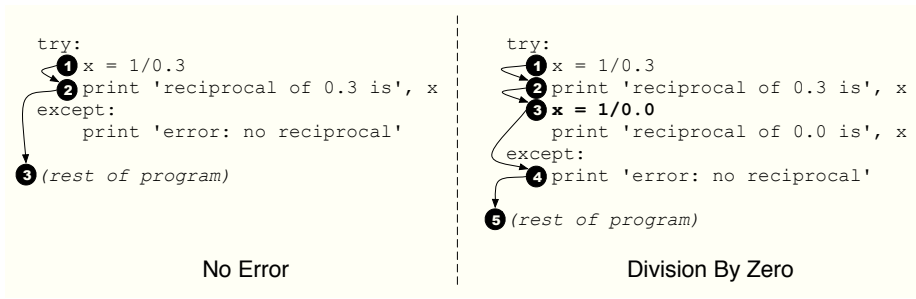 try:
1 x = 1/0.3
2 print 'reciprocal of 0.3 is', x
except:
print 'error: no reciprocal'
3 (rest of program)
No Error
try:
1 x = 1/0.3
2 print 'reciprocal of 0.3 is', x
3 x = 1/0.0
print 'reciprocal of 0.0 is', x
except:
4 print 'error: no reciprocal'
5 (rest of program)
Division By Zero